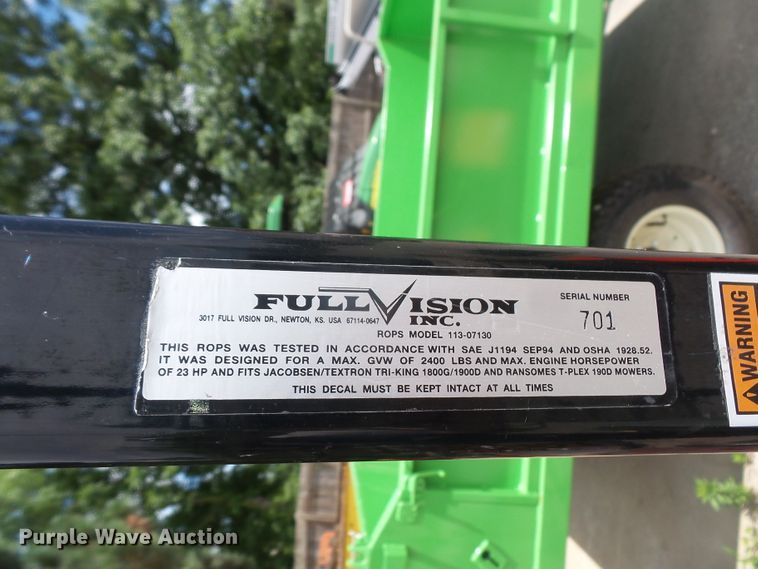 FULL VISION INC.
3017 FULL VISION DR., NEWTON, KS. USA 67114-0647
ROPS MODEL 113-07130
SERIAL NUMBER
701
THIS ROPS WAS TESTED IN ACCORDANCE WITH SAE J1194 SEP94 AND OSHA 1928.52.
IT WAS DESIGNED FOR A MAX. GVW OF 2400 LBS AND MAX. ENGINE HORSEPOWER
OF 23 HP AND FITS JACOBSEN/TEXTRON TRI-KING 1800G/1900D AND RANSOMES T-PLEX 190D MOWERS.
THIS DECAL MUST BE KEPT INTACT AT ALL TIMES
WARNING
Purple Wave Auction